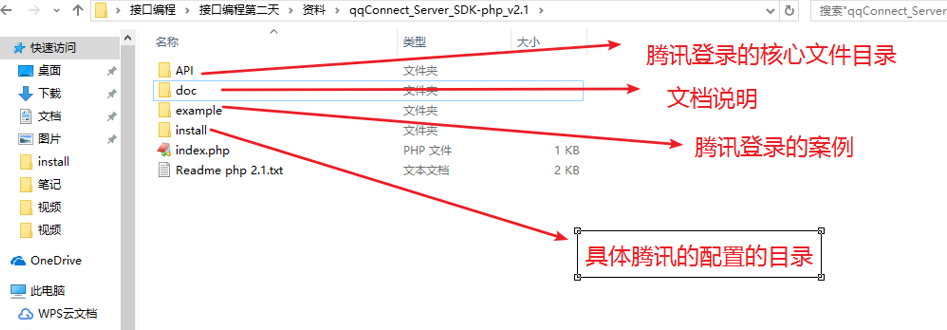 接口编程 › 接口编程第二天 › 资料 › qqConnect_Server_SDK-php_v2.1 ›
搜索"qqConnect_Server
快速访问
桌面
下载
文档
图片
install
笔记
视频
视频
OneDrive
此电脑
WPS云文档
名称 类型 大小
API 文件夹
doc 文件夹
example 文件夹
install 文件夹
index.php PHP 文件 1 KB
Readme php 2.1.txt 文本文档 2 KB
腾讯登录的核心文件目录
文档说明
腾讯登录的案例
具体腾讯的配置的目录